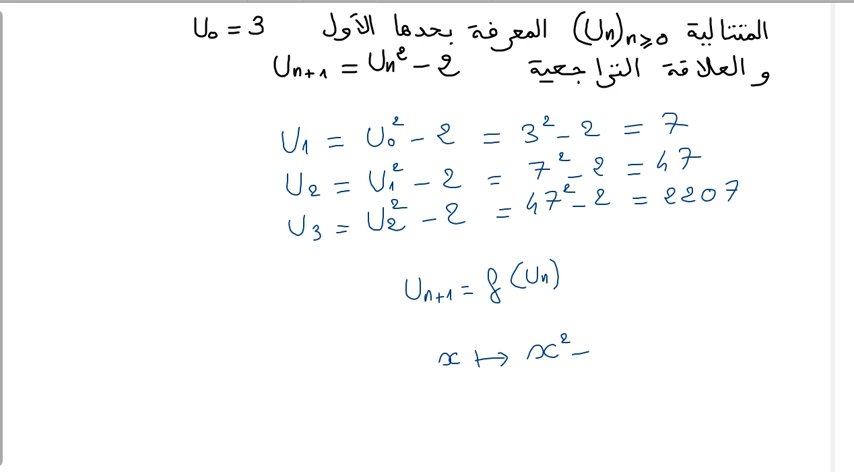 المتتالية (Un)n≥0 المعرفة بحدها الأول U₀ = 3
و العلاقة التراجعية Un+1 = Un² − 2
U₁ = U₀² − 2 = 3² − 2 = 7
U₂ = U₁² − 2 = 7² − 2 = 47
U₃ = U₂² − 2 = 47² − 2 = 2207
Un+1 = f(Un)
x ↦ x² −